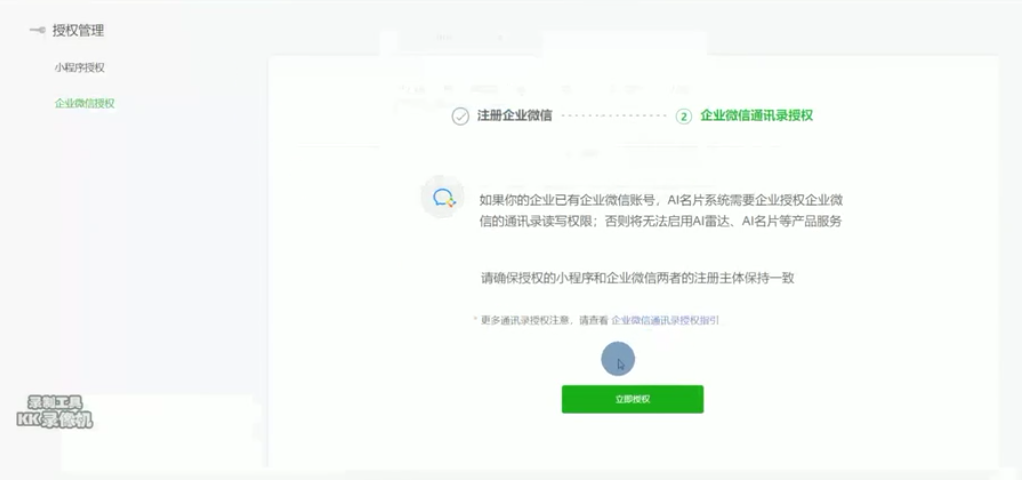 授权管理
小程序授权
企业微信授权
注册企业微信
2 企业微信通讯录授权
如果你的企业已有企业微信账号，AI名片系统需要企业授权企业微
信的通讯录读写权限；否则将无法启用AI雷达、AI名片等产品服务
请确保授权的小程序和企业微信两者的注册主体保持一致
* 更多通讯录授权注意，请查看 企业微信通讯录授权指引
立即授权
录制工具
KK录像机